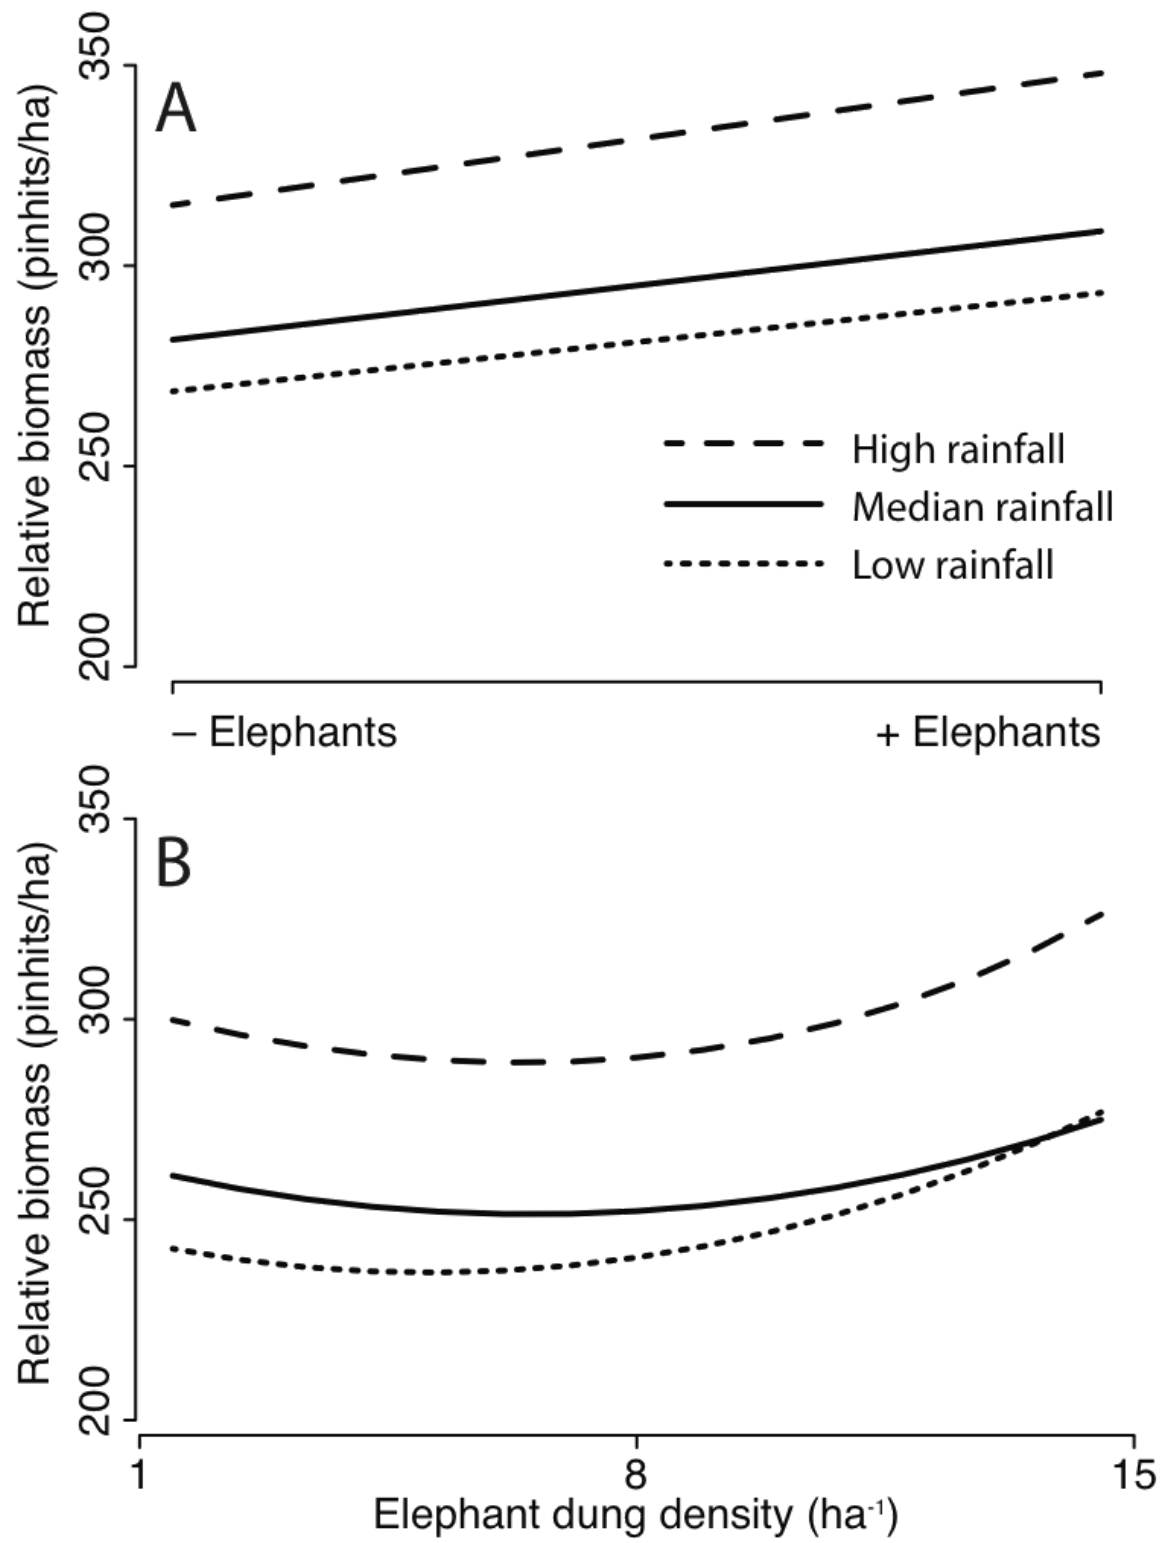 A
Relative biomass (pinhits/ha)
350
300
250
200
High rainfall
Median rainfall
Low rainfall
– Elephants
+ Elephants
B
Relative biomass (pinhits/ha)
350
300
250
200
1
8
15
Elephant dung density (ha⁻¹)